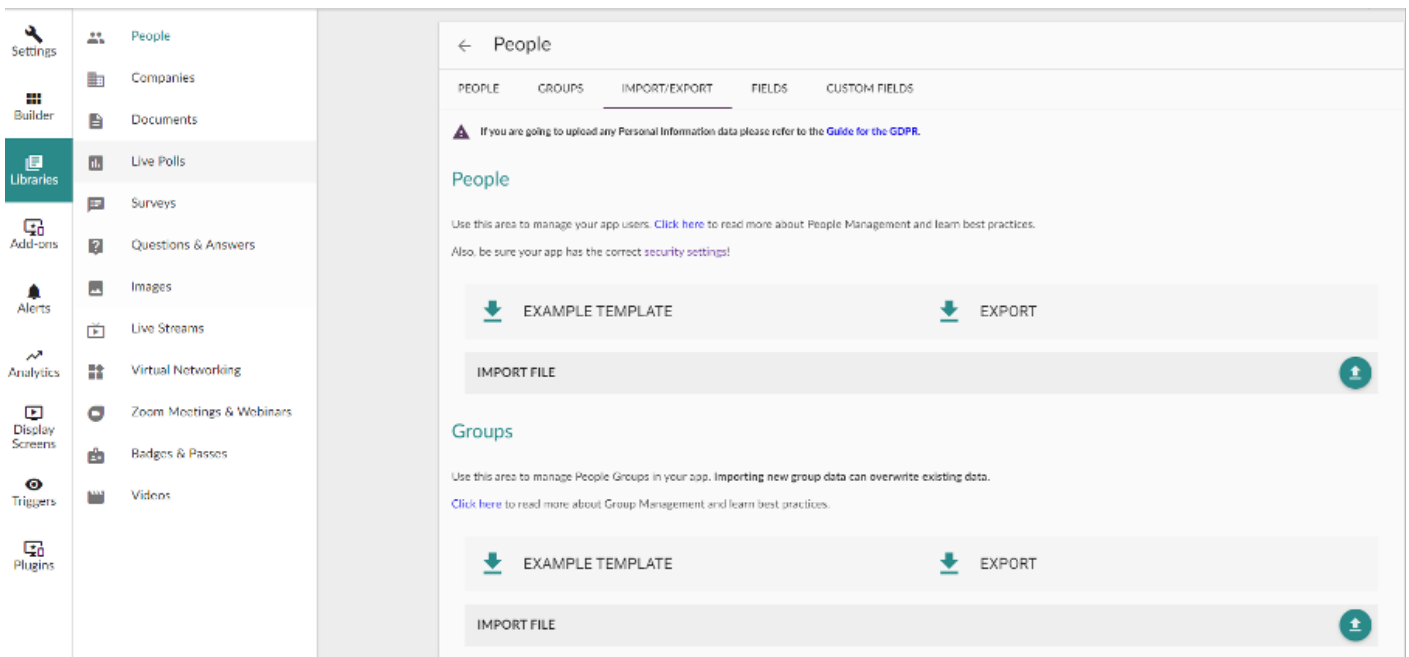 Settings
Builder
Libraries
Add-ons
Alerts
Analytics
Display
Screens
Triggers
Plugins
People
Companies
Documents
Live Polls
Surveys
Questions & Answers
Images
Live Streams
Virtual Networking
Zoom Meetings & Webinars
Badges & Passes
Videos
People
PEOPLE GROUPS IMPORT/EXPORT FIELDS CUSTOM FIELDS
If you are going to upload any Personal Information data please refer to the Guide for the GDPR.
People
Use this area to manage your app users. Click here to read more about People Management and learn best practices.
Also, be sure your app has the correct security settings!
EXAMPLE TEMPLATE EXPORT
IMPORT FILE
Groups
Use this area to manage People Groups in your app. Importing new group data can overwrite existing data.
Click here to read more about Group Management and learn best practices.
EXAMPLE TEMPLATE EXPORT
IMPORT FILE